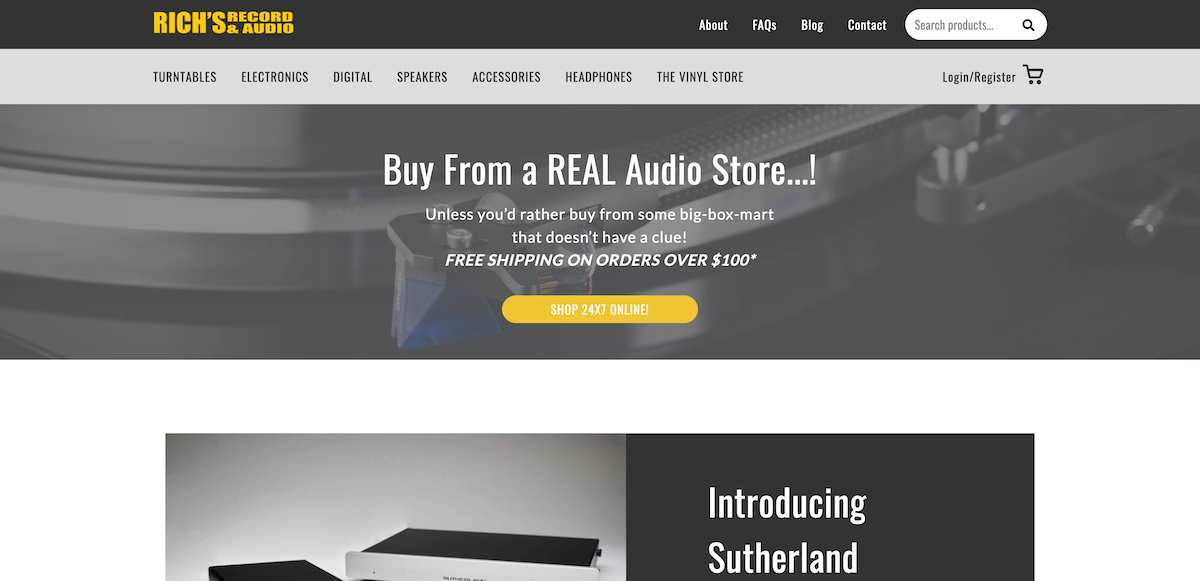 RICH'S RECORD & AUDIO
About FAQs Blog Contact
Search products...
TURNTABLES ELECTRONICS DIGITAL SPEAKERS ACCESSORIES HEADPHONES THE VINYL STORE
Login/Register
Buy From a REAL Audio Store...!
Unless you'd rather buy from some big-box-mart
that doesn't have a clue!
FREE SHIPPING ON ORDERS OVER $100*
SHOP 24X7 ONLINE!
Introducing
Sutherland